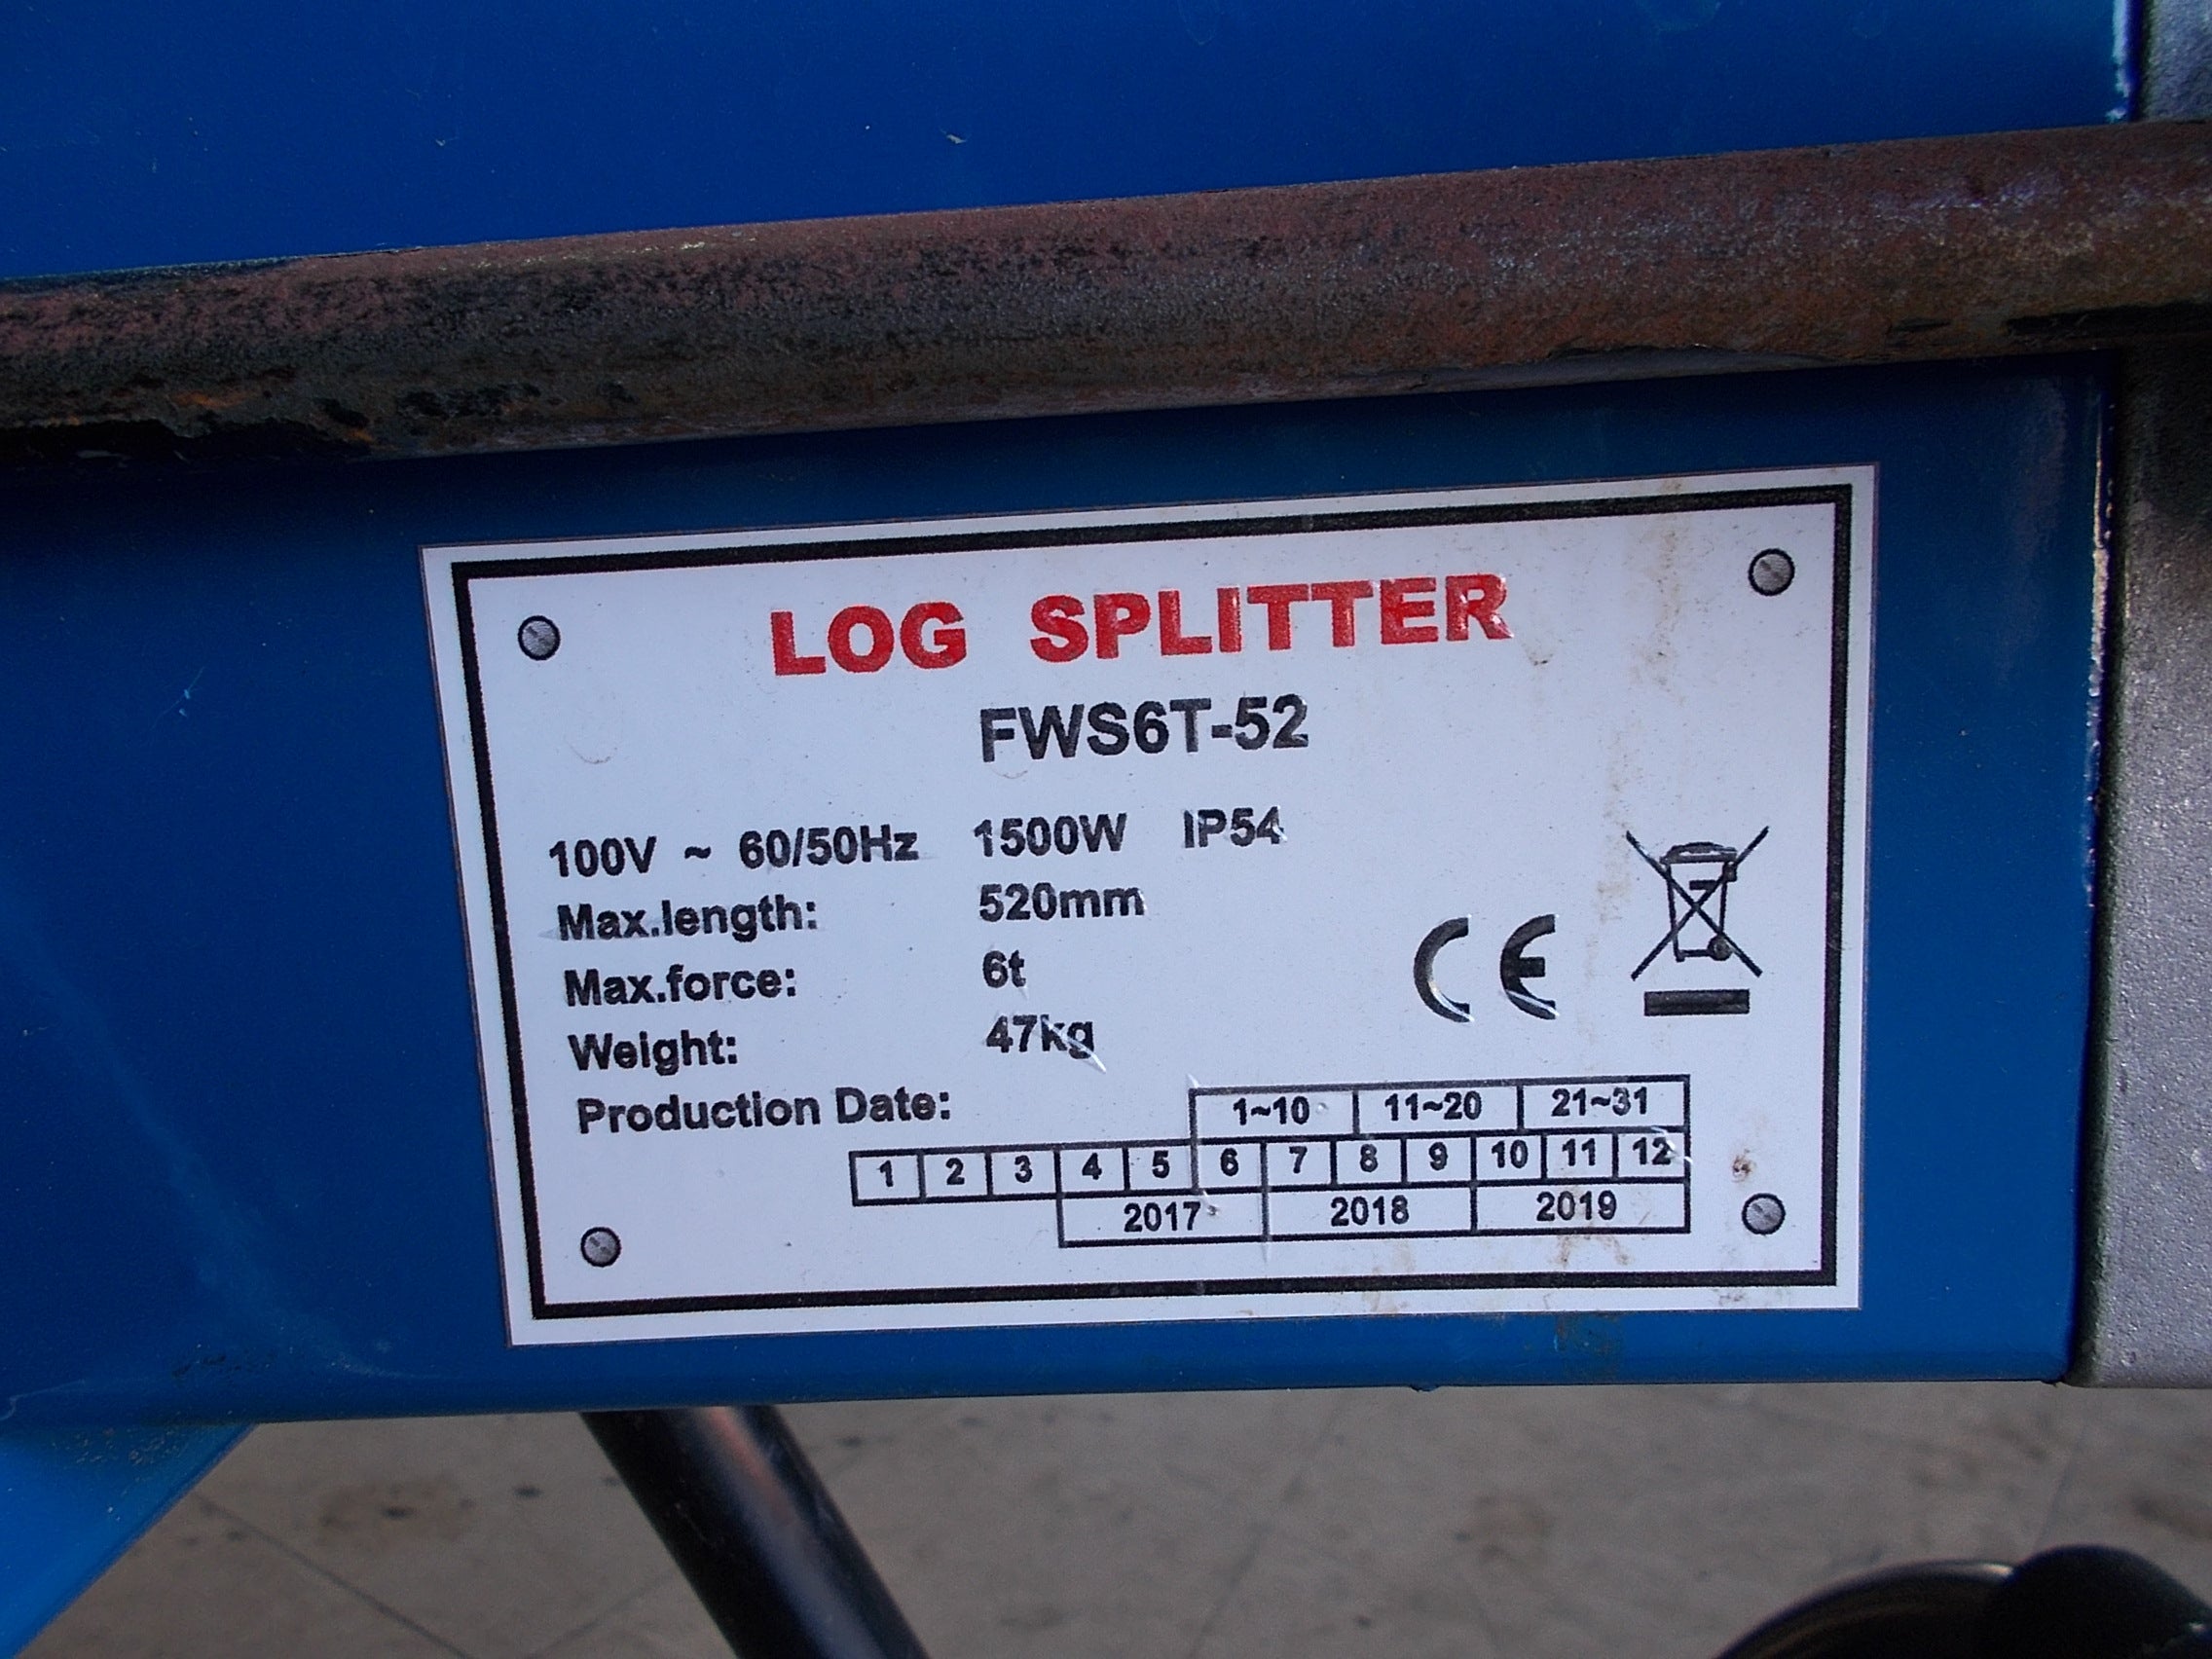 LOG SPLITTER
FWS6T-52
100V ~ 60/50Hz 1500W IP54
Max.length: 520mm
Max.force: 6t
Weight: 47kg
CE
Production Date:
1~10 11~20 21~31
1 2 3 4 5 6 7 8 9 10 11 12
2017 2018 2019